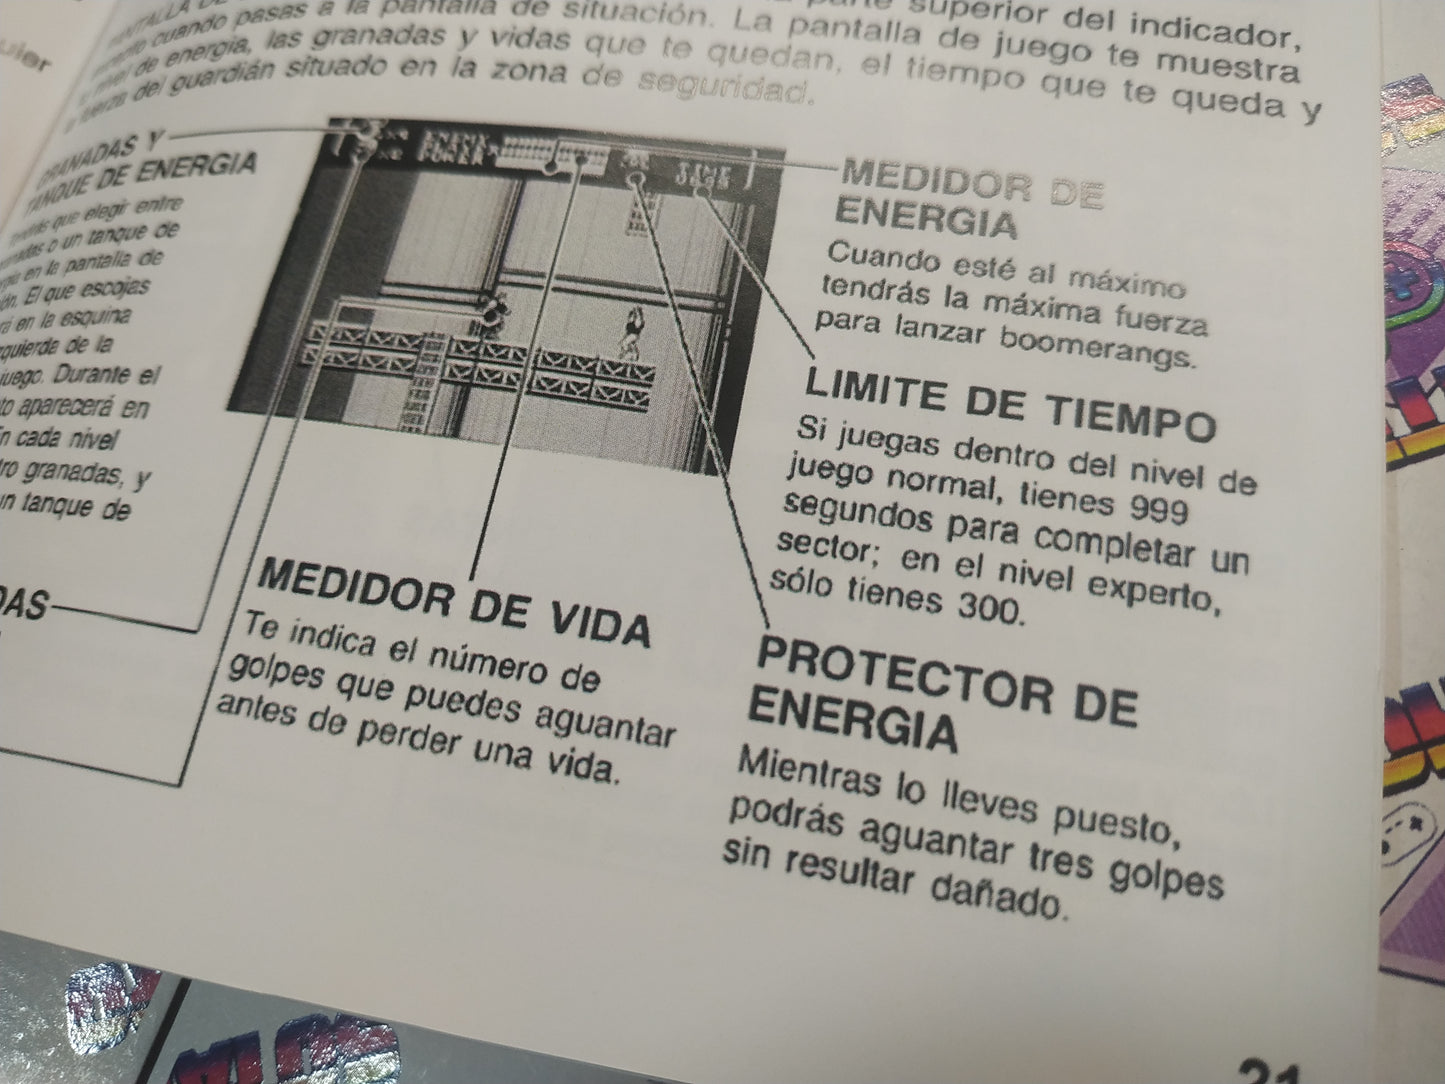 PANTALLA DE
parte superior del indicador,
cuando pasas a la pantalla de situación. La pantalla de juego te muestra
nivel de energía, las granadas y vidas que te quedan, el tiempo que te queda y
fuerza del guardián situado en la zona de seguridad.
GRANADAS Y
TANQUE DE ENERGIA
que elegir entre
o un tanque de
en la pantalla de
El que escojas
en la esquina
de la
juego. Durante el
aparecerá en
cada nivel
granadas, y
tanque de
MEDIDOR DE
ENERGIA
Cuando esté al máximo
tendrás la máxima fuerza
para lanzar boomerangs.
LIMITE DE TIEMPO
Si juegas dentro del nivel de
juego normal, tienes 999
segundos para completar un
sector; en el nivel experto,
sólo tienes 300.
MEDIDOR DE VIDA
Te indica el número de
golpes que puedes aguantar
antes de perder una vida.
PROTECTOR DE
ENERGIA
Mientras lo lleves puesto,
podrás aguantar tres golpes
sin resultar dañado.
21